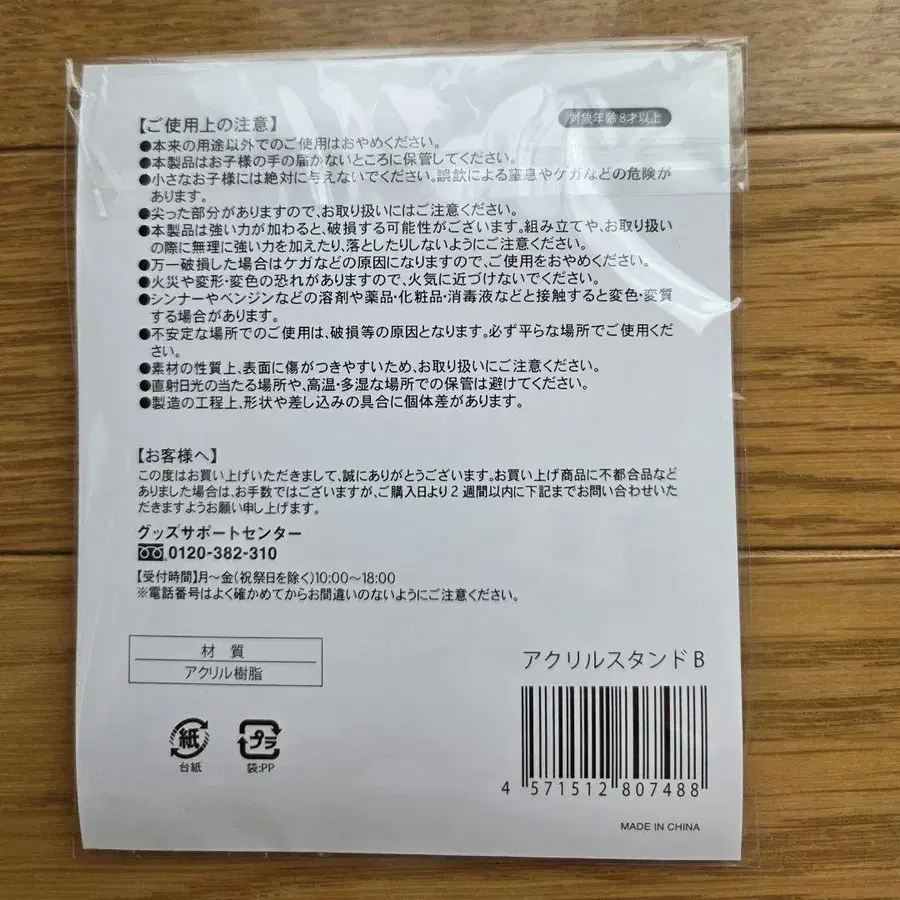 対象年齢8才以上
【ご使用上の注意】
●本来の用途以外でのご使用はおやめください。
●本製品はお子様の手の届かないところに保管してください。
●小さなお子様には絶対に与えないでください。誤飲による窒息やケガなどの危険が
あります。
●尖った部分がありますので、お取り扱いにはご注意ください。
●本製品は強い力が加わると、破損する可能性がございます。組み立てや、お取り扱い
の際に無理に強い力を加えたり、落としたりしないようにご注意ください。
●万一破損した場合はケガなどの原因になりますので、ご使用をおやめください。
●火災や変形・変色の恐れがありますので、火気に近づけないでください。
●シンナーやベンジンなどの溶剤や薬品・化粧品・消毒液などと接触すると変色・変質
する場合があります。
●不安定な場所でのご使用は、破損等の原因となります。必ず平らな場所でご使用くだ
さい。
●素材の性質上、表面に傷がつきやすいため、お取り扱いにご注意ください。
●直射日光の当たる場所や、高温・多湿な場所での保管は避けてください。
●製造の工程上、形状や差し込みの具合に個体差があります。
【お客様へ】
この度はお買い上げいただきまして、誠にありがとうございます。お買い上げ商品に不都合品など
ありました場合は、お手数ではございますが、ご購入日より2週間以内に下記までお問い合わせいた
だきますようお願い申し上げます。
グッズサポートセンター
0120-382-310
【受付時間】月〜金(祝祭日を除く)10:00〜18:00
※電話番号はよく確かめてからお間違いのないようにご注意ください。
材 質
アクリル樹脂
紙
台紙
プラ
袋:PP
アクリルスタンド B
4 571512 807488
MADE IN CHINA